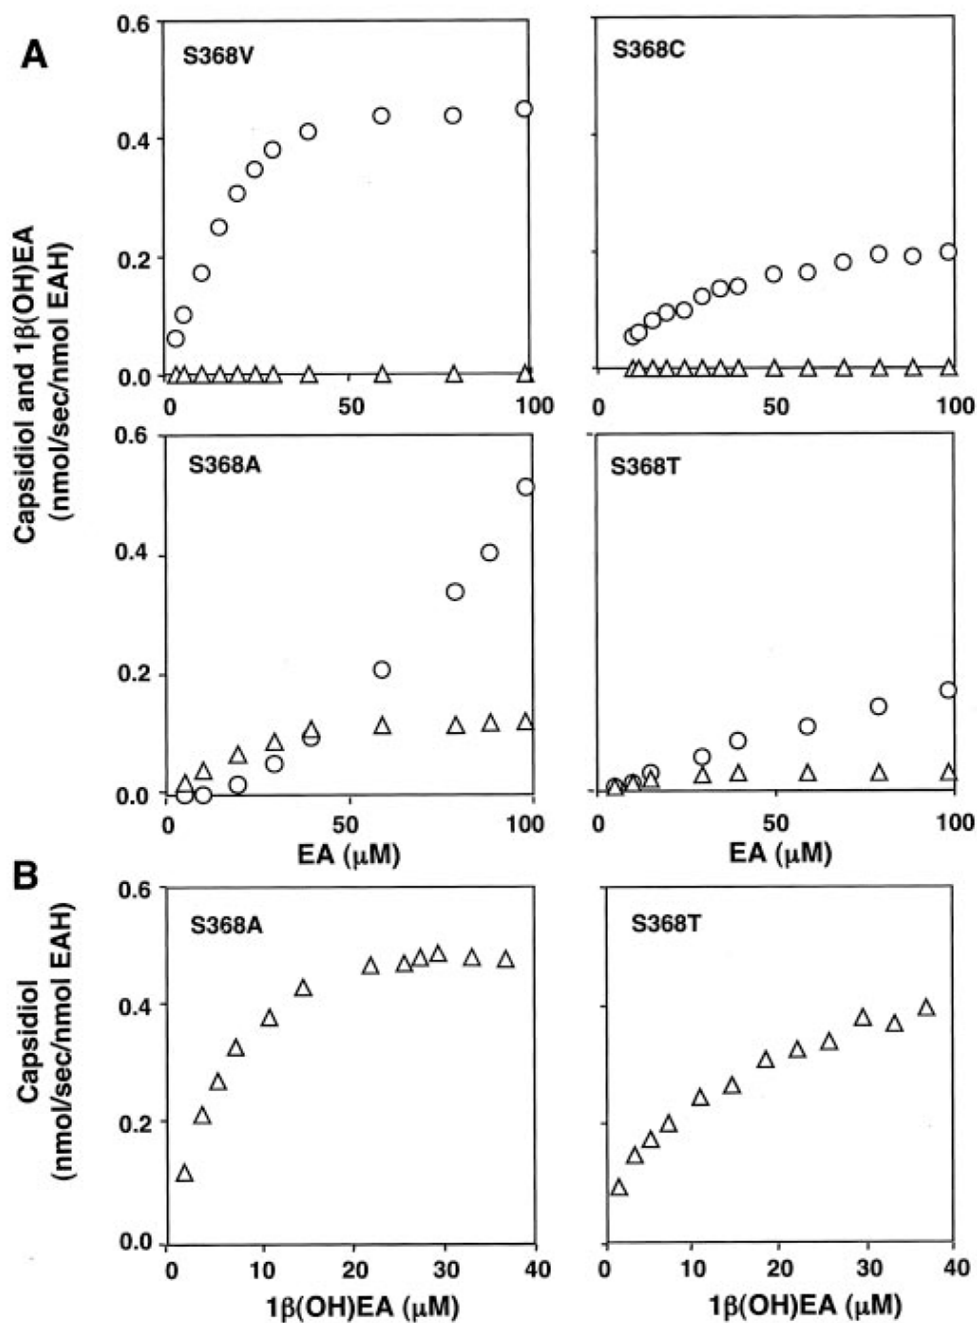 A
S368V
S368C
0.6
0.4
0.2
0.0
0
50
100
0
50
100
Capsidiol and 1β(OH)EA
(nmol/sec/nmol EAH)
S368A
S368T
0.6
0.4
0.2
0.0
0
50
100
0
50
100
EA (μM)
EA (μM)
B
S368A
S368T
0.6
0.4
0.2
0.0
Capsidiol
(nmol/sec/nmol EAH)
0
10
20
30
40
0
10
20
30
40
1β(OH)EA (μM)
1β(OH)EA (μM)